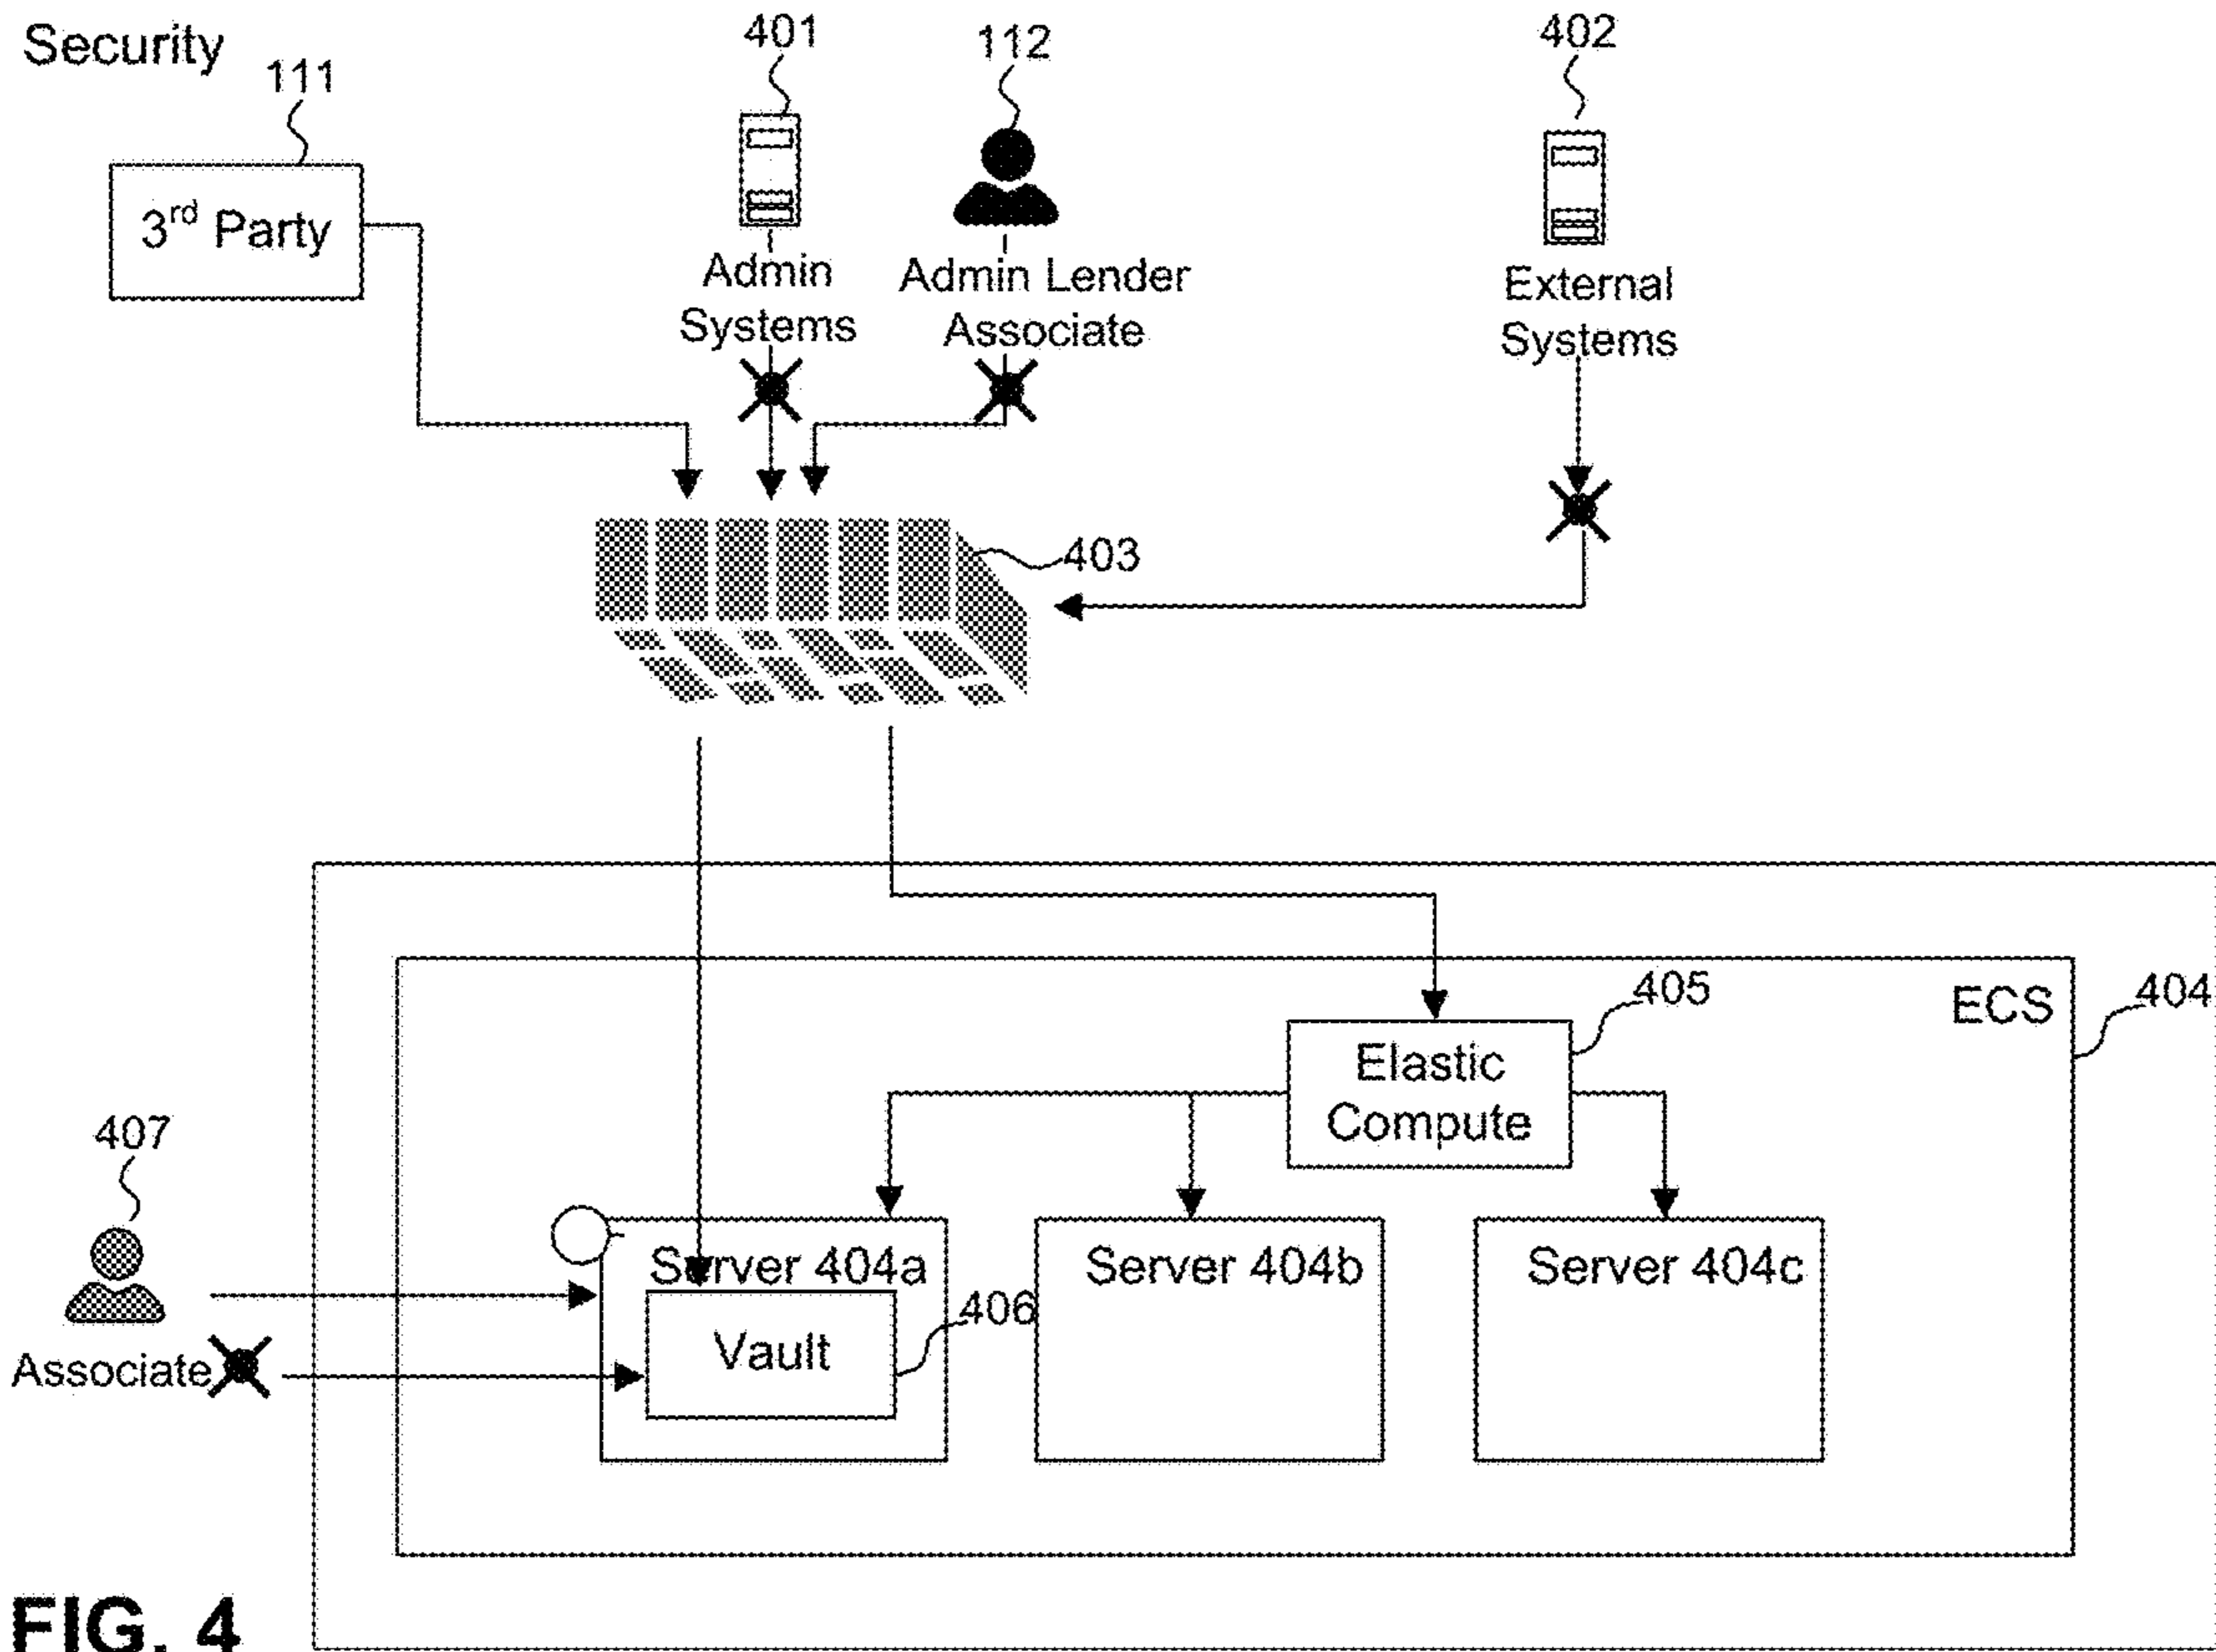 Security
111
401
112
402
3rd Party
Admin
Systems
Admin Lender
Associate
External
Systems
403
405
ECS
404
Elastic
Compute
407
Server 404a
Server 404b
Server 404c
406
Vault
Associate
FIG. 4